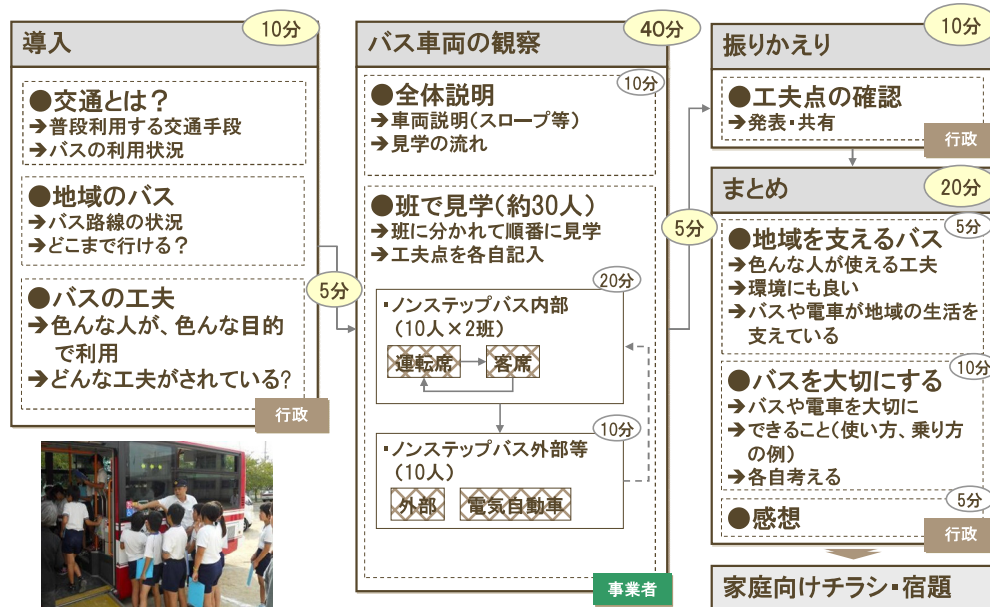 導入
10分
●交通とは？
→普段利用する交通手段
→バスの利用状況
●地域のバス
→バス路線の状況
→どこまで行ける？
●バスの工夫
→色んな人が、色んな目的
で利用
→どんな工夫がされている?
行政
5分
バス車両の観察
40分
10分
●全体説明
→車両説明(スロープ等)
→見学の流れ
●班で見学(約30人)
→班に分かれて順番に見学
→工夫点を各自記入
20分
・ノンステップバス内部
(10人×2班)
運転席
客席
10分
・ノンステップバス外部等
(10人)
外部
電気自動車
事業者
5分
振りかえり
10分
●工夫点の確認
→発表・共有
行政
まとめ
20分
5分
●地域を支えるバス
→色んな人が使える工夫
→環境にも良い
→バスや電車が地域の生活を
支えている
10分
●バスを大切にする
→バスや電車を大切に
→できること(使い方、乗り方
の例)
→各自考える
5分
●感想
行政
家庭向けチラシ・宿題